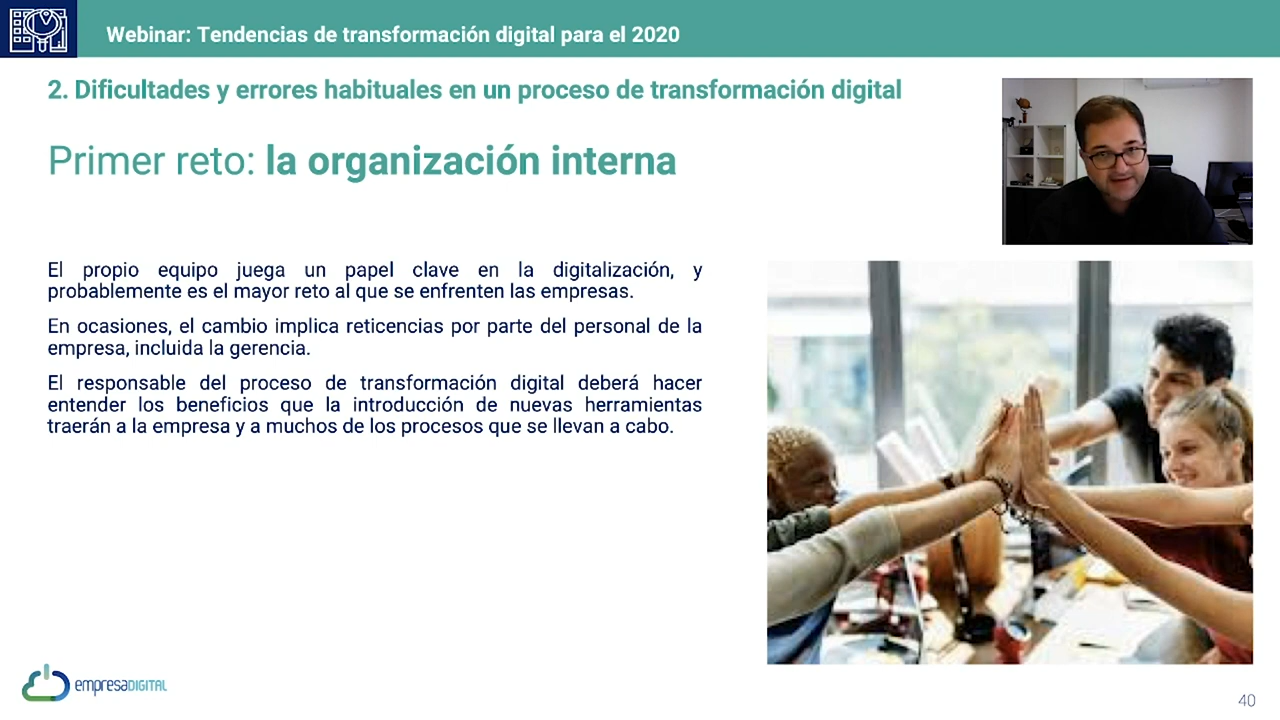 Webinar: Tendencias de transformación digital para el 2020
2. Dificultades y errores habituales en un proceso de transformación digital
Primer reto: la organización interna
El propio equipo juega un papel clave en la digitalización, y
probablemente es el mayor reto al que se enfrenten las empresas.
En ocasiones, el cambio implica reticencias por parte del personal de la
empresa, incluida la gerencia.
El responsable del proceso de transformación digital deberá hacer
entender los beneficios que la introducción de nuevas herramientas
traerán a la empresa y a muchos de los procesos que se llevan a cabo.
empresaDIGITAL
40